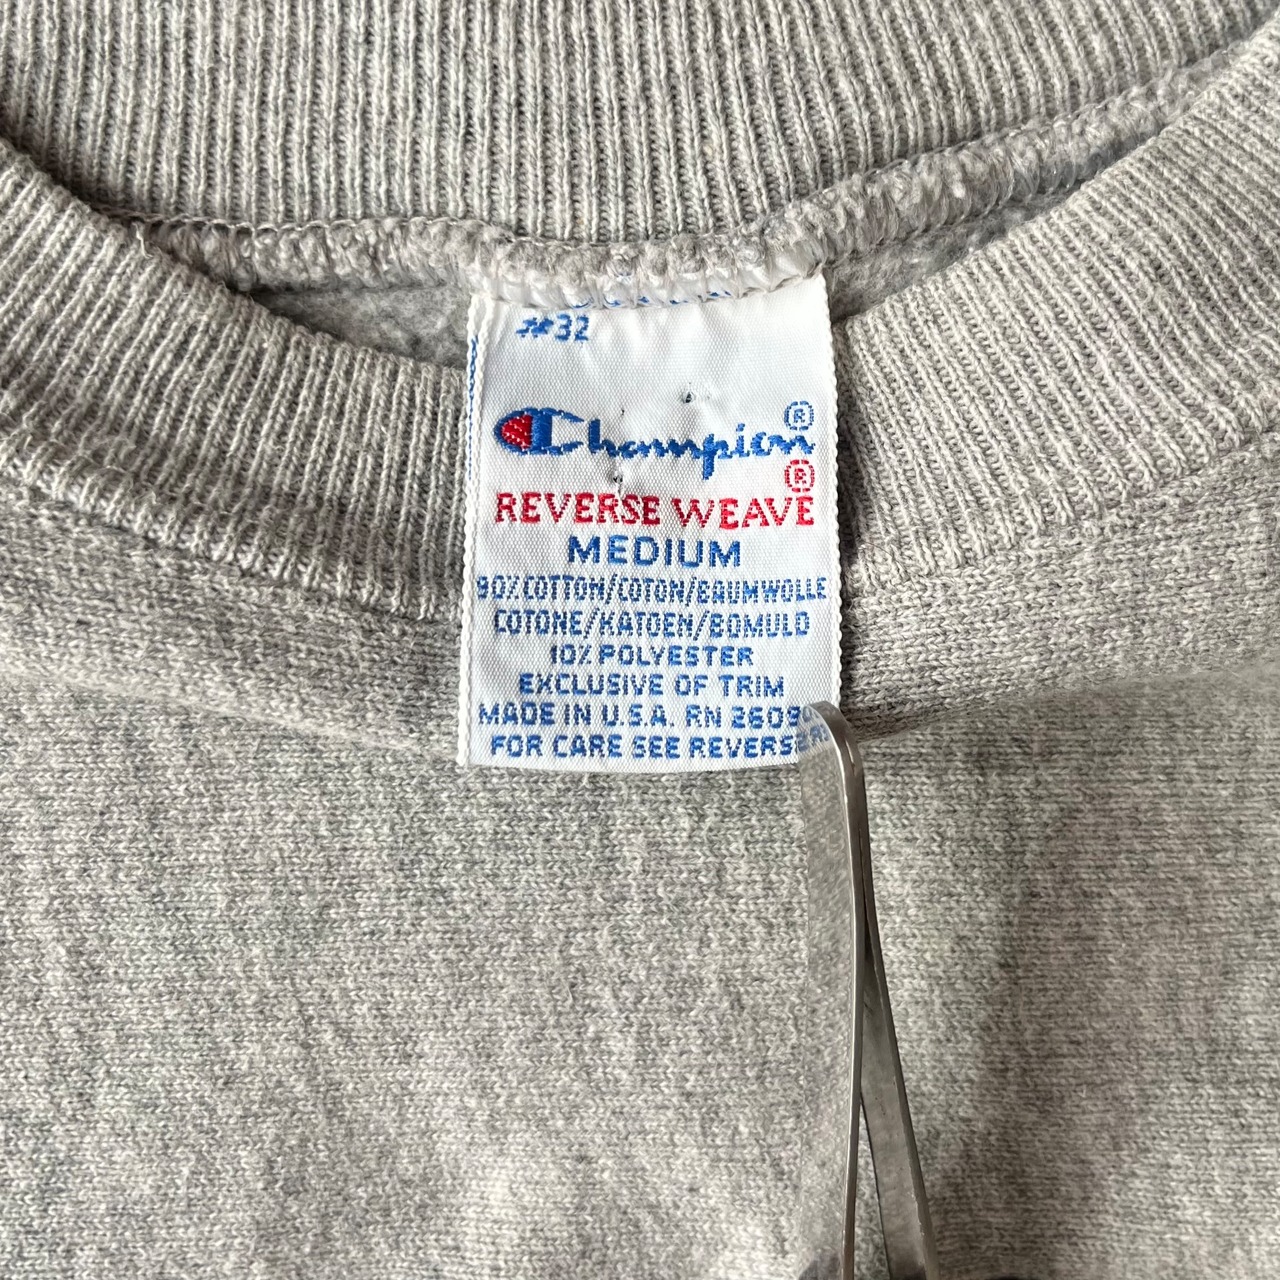 #32
Champion®
®
REVERSE WEAVE
MEDIUM
90% COTTON/COTON/BAUMWOLLE
COTONE/KATOEN/BOMULD
10% POLYESTER
EXCLUSIVE OF TRIM
MADE IN U.S.A. RN 26090
FOR CARE SEE REVERSE